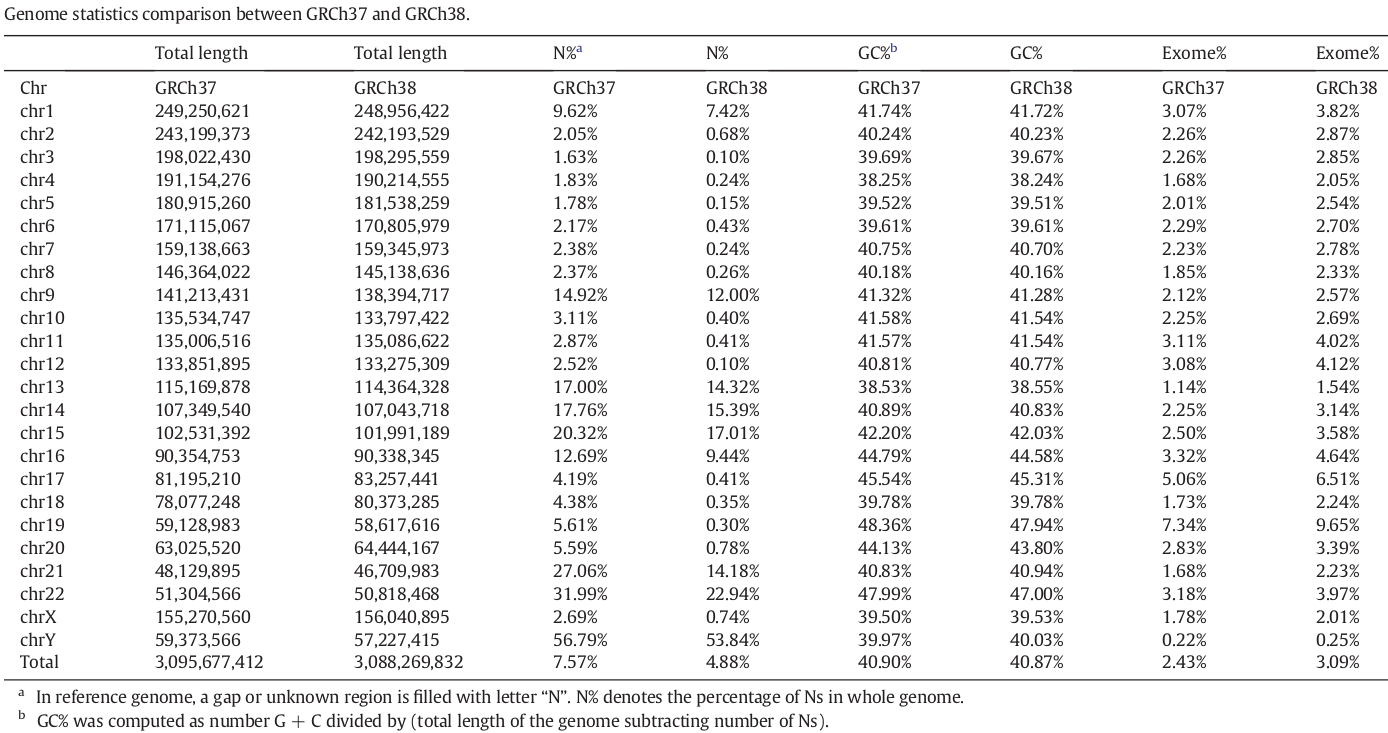 Genome statistics comparison between GRCh37 and GRCh38.
Total length Total length N%a N% GC%b GC% Exome% Exome%
Chr GRCh37 GRCh38 GRCh37 GRCh38 GRCh37 GRCh38 GRCh37 GRCh38
chr1 249,250,621 248,956,422 9.62% 7.42% 41.74% 41.72% 3.07% 3.82%
chr2 243,199,373 242,193,529 2.05% 0.68% 40.24% 40.23% 2.26% 2.87%
chr3 198,022,430 198,295,559 1.63% 0.10% 39.69% 39.67% 2.26% 2.85%
chr4 191,154,276 190,214,555 1.83% 0.24% 38.25% 38.24% 1.68% 2.05%
chr5 180,915,260 181,538,259 1.78% 0.15% 39.52% 39.51% 2.01% 2.54%
chr6 171,115,067 170,805,979 2.17% 0.43% 39.61% 39.61% 2.29% 2.70%
chr7 159,138,663 159,345,973 2.38% 0.24% 40.75% 40.70% 2.23% 2.78%
chr8 146,364,022 145,138,636 2.37% 0.26% 40.18% 40.16% 1.85% 2.33%
chr9 141,213,431 138,394,717 14.92% 12.00% 41.32% 41.28% 2.12% 2.57%
chr10 135,534,747 133,797,422 3.11% 0.40% 41.58% 41.54% 2.25% 2.69%
chr11 135,006,516 135,086,622 2.87% 0.41% 41.57% 41.54% 3.11% 4.02%
chr12 133,851,895 133,275,309 2.52% 0.10% 40.81% 40.77% 3.08% 4.12%
chr13 115,169,878 114,364,328 17.00% 14.32% 38.53% 38.55% 1.14% 1.54%
chr14 107,349,540 107,043,718 17.76% 15.39% 40.89% 40.83% 2.25% 3.14%
chr15 102,531,392 101,991,189 20.32% 17.01% 42.20% 42.03% 2.50% 3.58%
chr16 90,354,753 90,338,345 12.69% 9.44% 44.79% 44.58% 3.32% 4.64%
chr17 81,195,210 83,257,441 4.19% 0.41% 45.54% 45.31% 5.06% 6.51%
chr18 78,077,248 80,373,285 4.38% 0.35% 39.78% 39.78% 1.73% 2.24%
chr19 59,128,983 58,617,616 5.61% 0.30% 48.36% 47.94% 7.34% 9.65%
chr20 63,025,520 64,444,167 5.59% 0.78% 44.13% 43.80% 2.83% 3.39%
chr21 48,129,895 46,709,983 27.06% 14.18% 40.83% 40.94% 1.68% 2.23%
chr22 51,304,566 50,818,468 31.99% 22.94% 47.99% 47.00% 3.18% 3.97%
chrX 155,270,560 156,040,895 2.69% 0.74% 39.50% 39.53% 1.78% 2.01%
chrY 59,373,566 57,227,415 56.79% 53.84% 39.97% 40.03% 0.22% 0.25%
Total 3,095,677,412 3,088,269,832 7.57% 4.88% 40.90% 40.87% 2.43% 3.09%
a In reference genome, a gap or unknown region is filled with letter “N”. N% denotes the percentage of Ns in whole genome.
b GC% was computed as number G + C divided by (total length of the genome subtracting number of Ns).